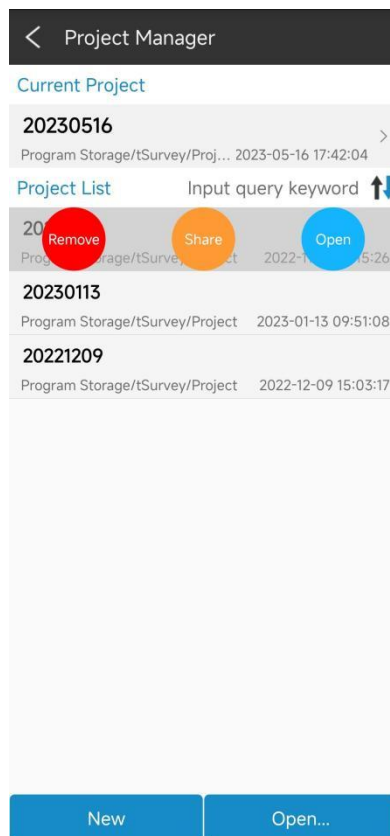 Project Manager
Current Project
20230516
Program Storage/tSurvey/Proj... 2023-05-16 17:42:04
Project List Input query keyword
Remove Share Open
20230113
Program Storage/tSurvey/Project 2023-01-13 09:51:08
20221209
Program Storage/tSurvey/Project 2022-12-09 15:03:17
New Open...